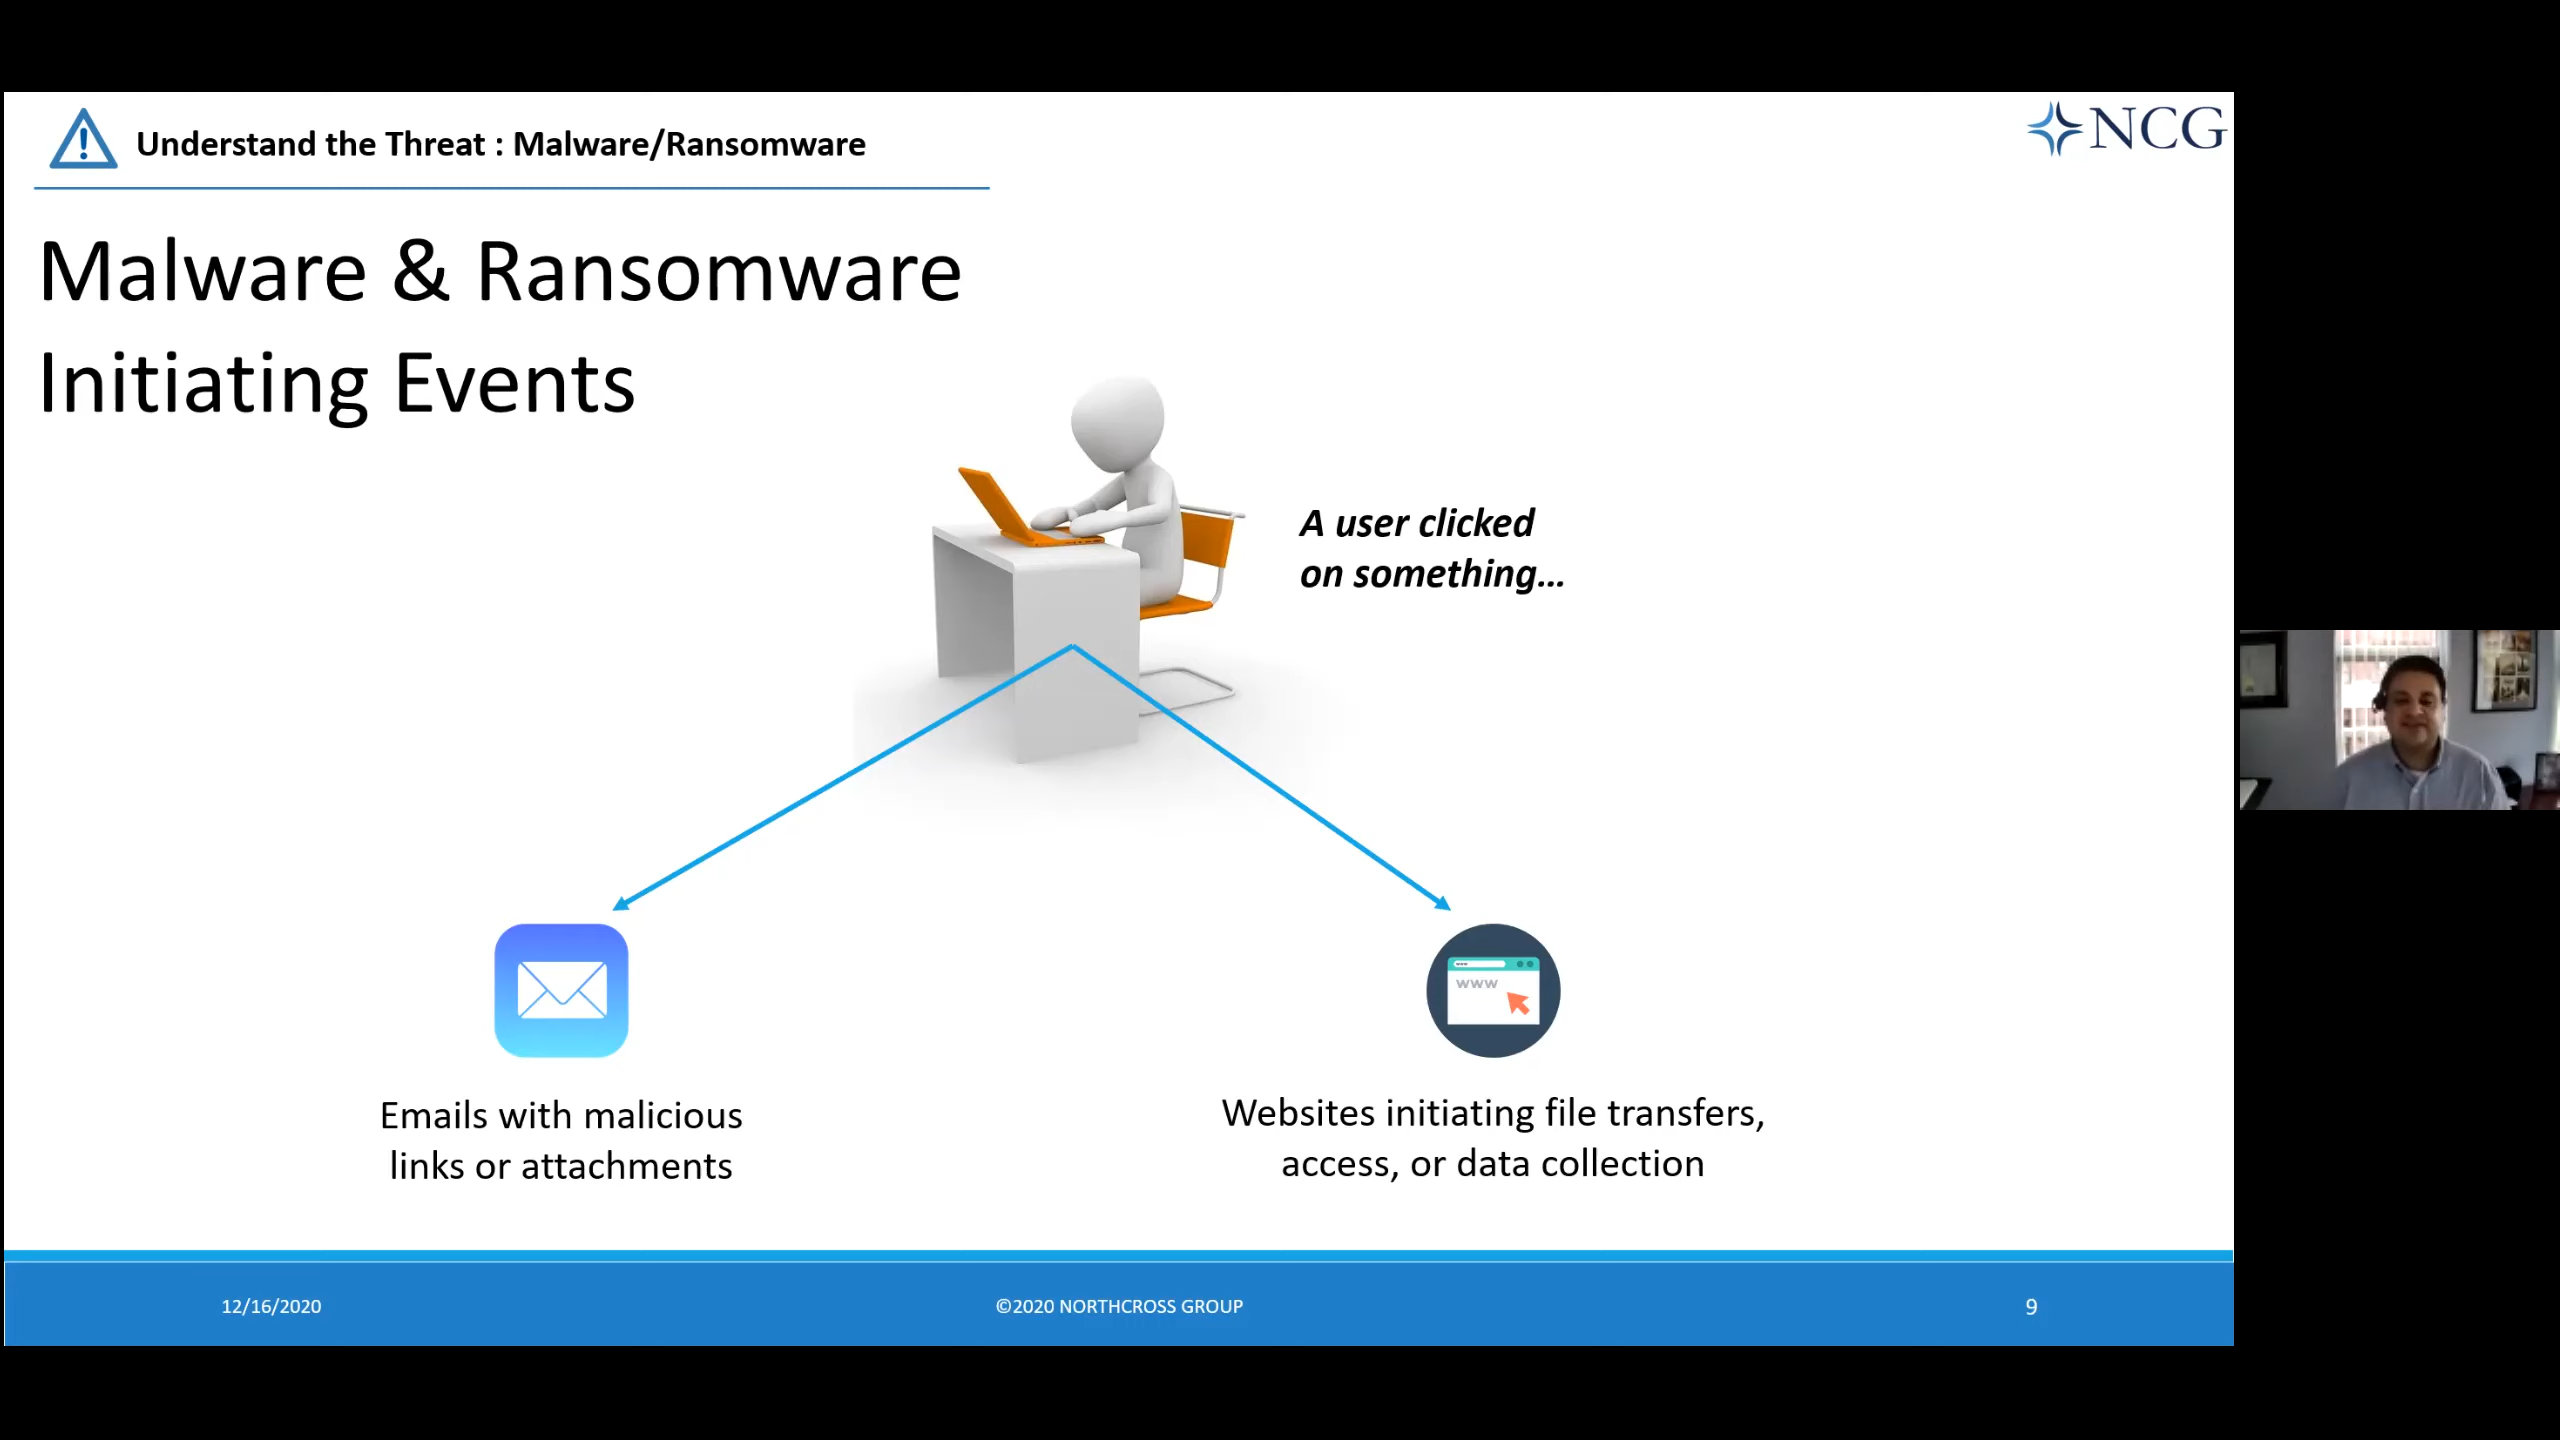 Understand the Threat : Malware/Ransomware
NCG
Malware & Ransomware
Initiating Events
A user clicked
on something...
www
www
Emails with malicious
links or attachments
Websites initiating file transfers,
access, or data collection
12/16/2020
©2020 NORTHCROSS GROUP
9